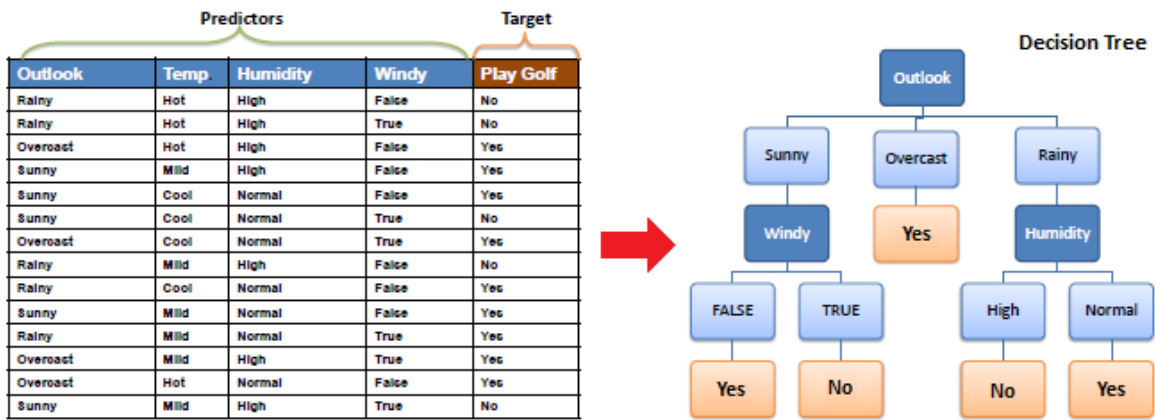 Predictors Target
Outlook Temp. Humidity Windy Play Golf
Rainy Hot High False No
Rainy Hot High True No
Overcast Hot High False Yes
Sunny Mild High False Yes
Sunny Cool Normal False Yes
Sunny Cool Normal True No
Overcast Cool Normal True Yes
Rainy Mild High False No
Rainy Cool Normal False Yes
Sunny Mild Normal False Yes
Rainy Mild Normal True Yes
Overcast Mild High True Yes
Overcast Hot Normal False Yes
Sunny Mild High True No
Decision Tree
Outlook
Sunny Overcast Rainy
Windy Yes Humidity
FALSE TRUE High Normal
Yes No No Yes